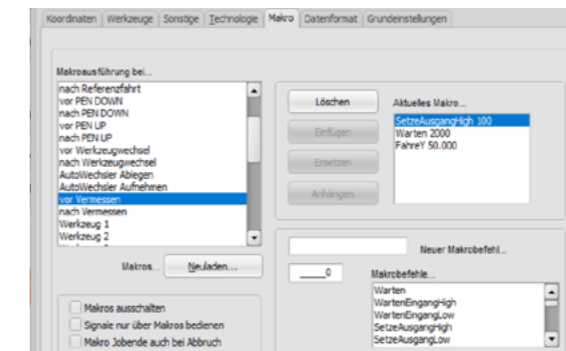 Koordinaten Werkzeuge Sonstige Technologie Makro Datenformat Grundeinstellungen
Makroausführung bei...
nach Referenzfahrt
vor PEN DOWN
nach PEN DOWN
vor PEN UP
nach PEN UP
vor Werkzeugwechsel
nach Werkzeugwechsel
AutoWechsler Ablegen
AutoWechsler Aufnehmen
vor Vermessen
nach Vermessen
Werkzeug 1
Werkzeug 2
Makros... Neuladen...
Makros ausschalten
Signale nur über Makros bedienen
Makro Jobende auch bei Abbruch
Löschen
Einfügen
Ersetzen
Anhängen
Aktuelles Makro...
SetzeAusgangHigh 100
Warten 2000
FahreY 50.000
Neuer Makrobefehl...
0
Makrobefehle...
Warten
WartenEingangHigh
WartenEingangLow
SetzeAusgangHigh
SetzeAusgangLow